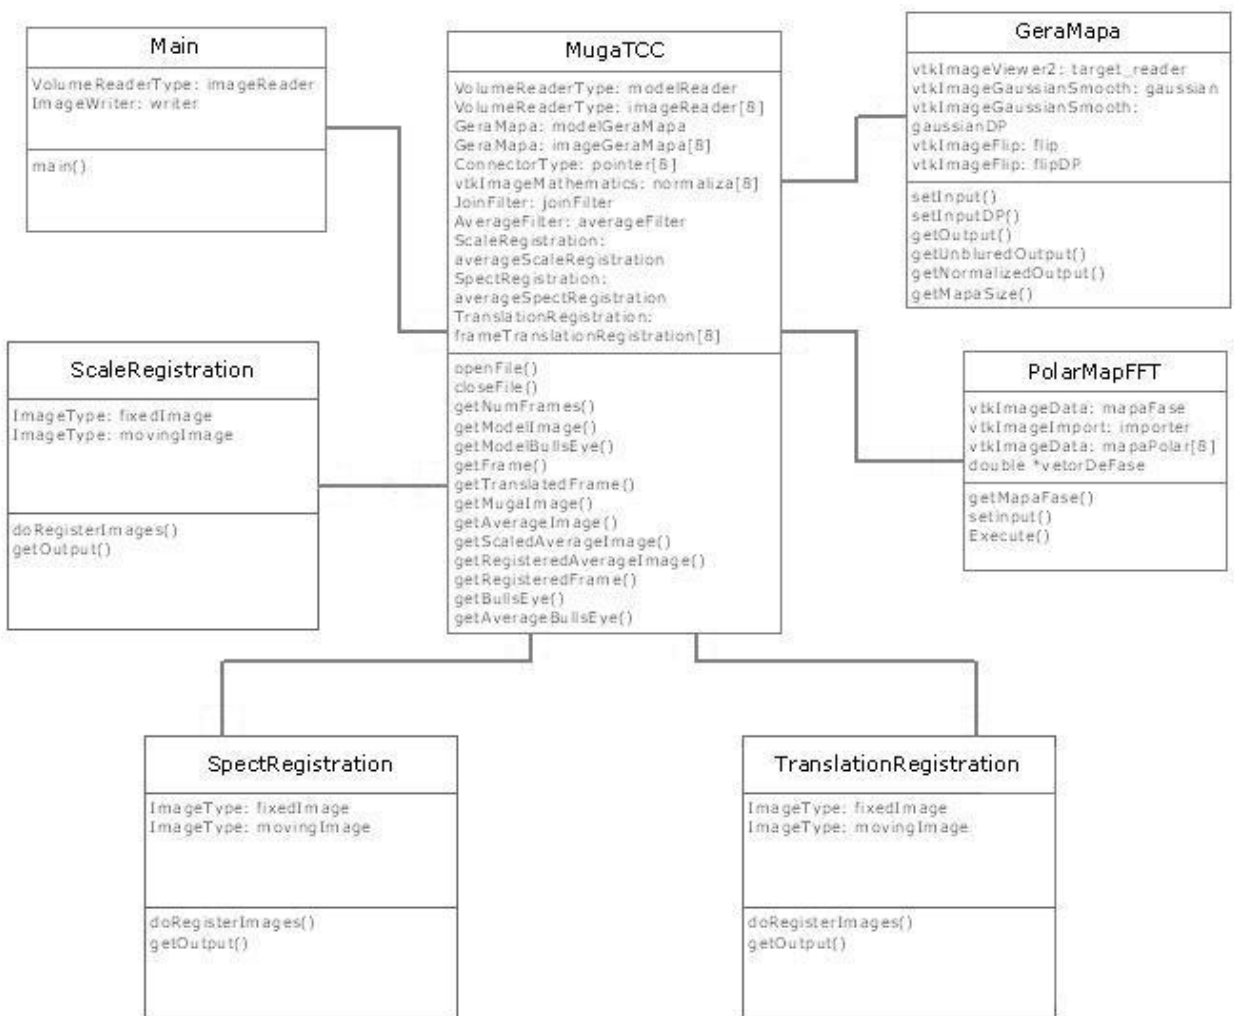 Main
VolumeReaderType: imageReader
ImageWriter: writer
main()
MugaTCC
VolumeReaderType: modelReader
VolumeReaderType: imageReader[8]
GeraMapa: modelGeraMapa
GeraMapa: imageGeraMapa[8]
ConnectorType: pointer[8]
vtkImageMathematics: normaliza[8]
JoinFilter: joinFilter
AverageFilter: averageFilter
ScaleRegistration:
averageScaleRegistration
SpectRegistration:
averageSpectRegistration
TranslationRegistration:
frameTranslationRegistration[8]
openFile()
closeFile()
getNumFrames()
getModelImage()
getModelBullsEye()
getFrame()
getTranslatedFrame()
getMugaImage()
getAverageImage()
getScaledAverageImage()
getRegisteredAverageImage()
getRegisteredFrame()
getBullsEye()
getAverageBullsEye()
GeraMapa
vtkImageViewer2: target_reader
vtkImageGaussianSmooth: gaussian
vtkImageGaussianSmooth:
gaussianDP
vtkImageFlip: flip
vtkImageFlip: flipDP
setInput()
setInputDP()
getOutput()
getUnbluredOutput()
getNormalizedOutput()
getMapaSize()
ScaleRegistration
ImageType: fixedImage
ImageType: movingImage
doRegisterImages()
getOutput()
PolarMapFFT
vtkImageData: mapaFase
vtkImageImport: importer
vtkImageData: mapaPolar[8]
double *vetorDeFase
getMapaFase()
setinput()
Execute()
SpectRegistration
ImageType: fixedImage
ImageType: movingImage
doRegisterImages()
getOutput()
TranslationRegistration
ImageType: fixedImage
ImageType: movingImage
doRegisterImages()
getOutput()